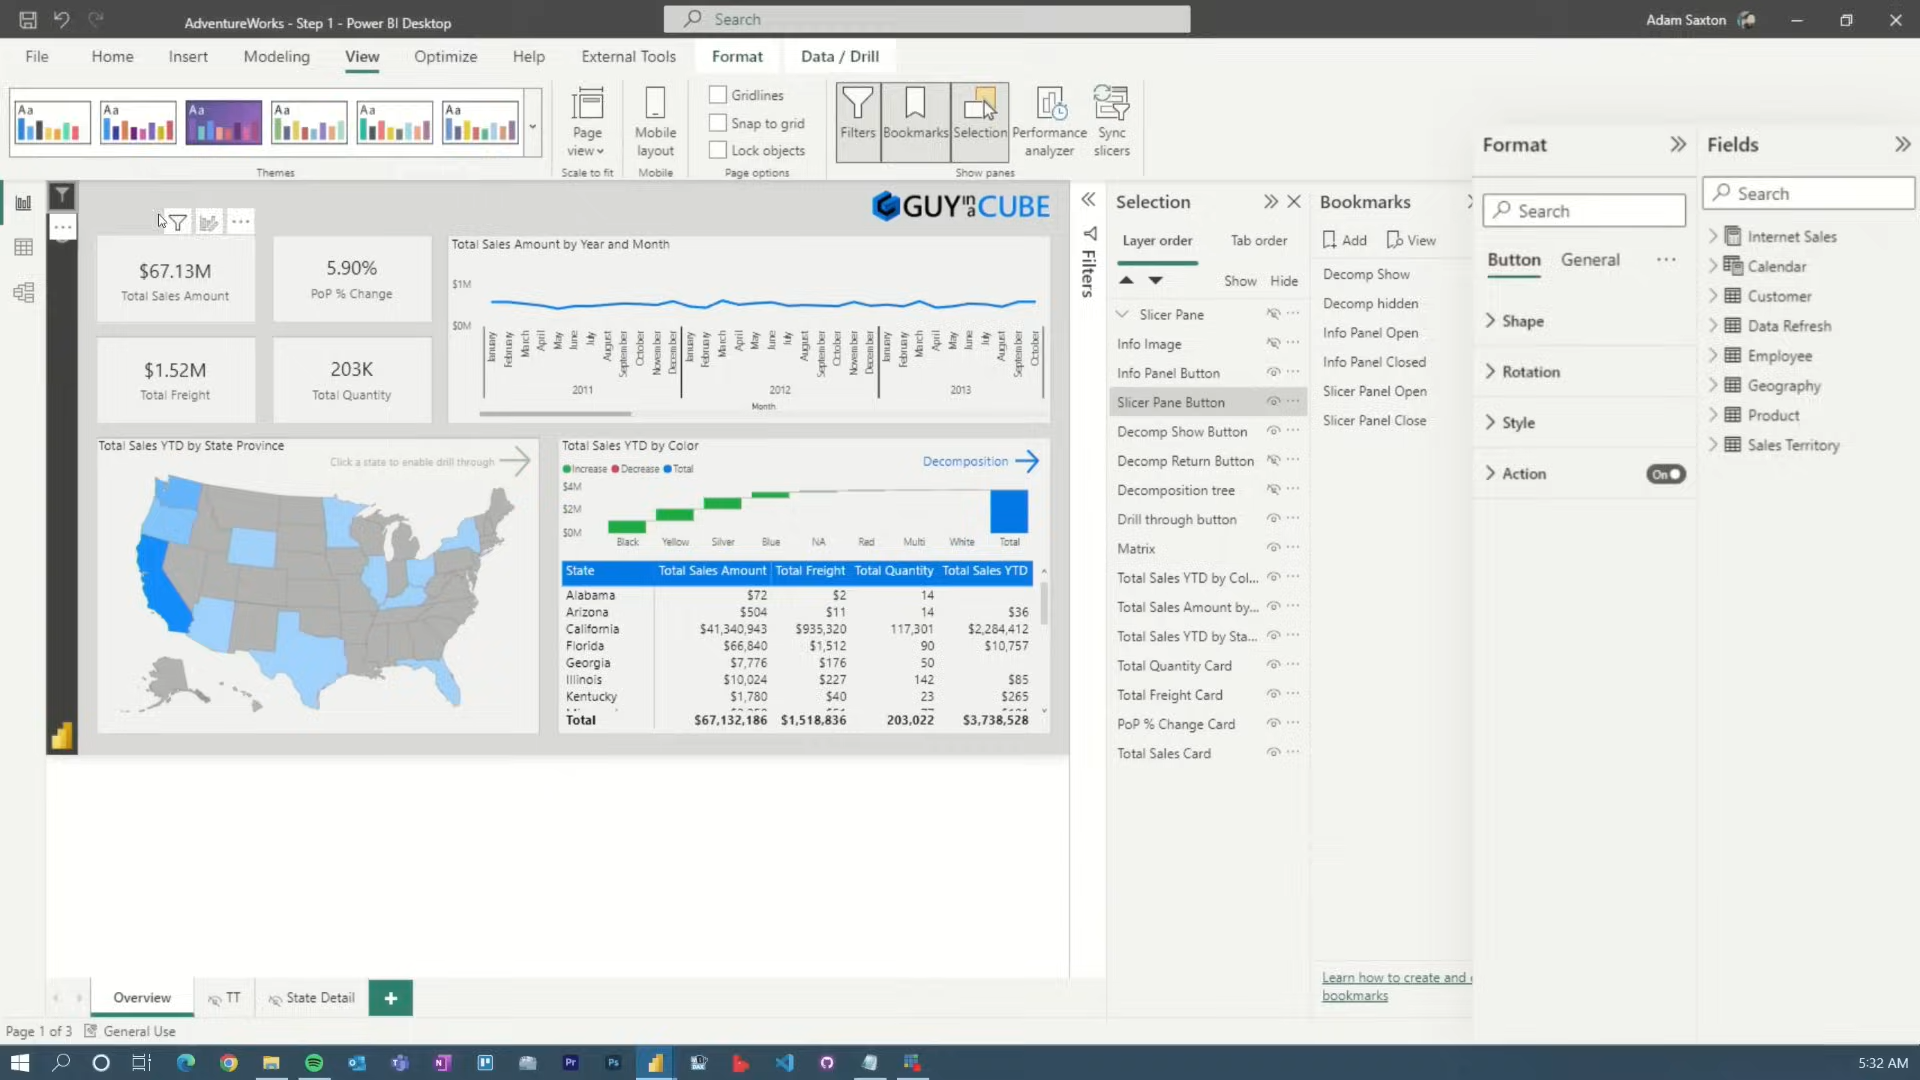 AdventureWorks - Step 1 - Power BI Desktop
Search
Adam Saxton
File
Home
Insert
Modeling
View
Optimize
Help
External Tools
Format
Data / Drill
Aa
Aa
Aa
Aa
Aa
Aa
Themes
Page
view
Scale to fit
Mobile
layout
Mobile
Gridlines
Snap to grid
Lock objects
Page options
Filters
Bookmarks
Selection
Performance
analyzer
Sync
slicers
Show panes
GUY in a CUBE
$67.13M
Total Sales Amount
5.90%
PoP % Change
$1.52M
Total Freight
203K
Total Quantity
Total Sales Amount by Year and Month
$1M
$0M
January
February
March
April
May
June
July
August
September
October
November
December
January
February
March
April
May
June
July
August
September
October
November
December
January
February
March
April
May
June
July
August
September
October
2011
2012
2013
Month
Total Sales YTD by State Province
Click a state to enable drill through
Total Sales YTD by Color
Increase
Decrease
Total
Decomposition
$4M
$2M
$0M
Black
Yellow
Silver
Blue
NA
Red
Multi
White
Total
State Total Sales Amount Total Freight Total Quantity Total Sales YTD
Alabama $72 $2 14
Arizona $504 $11 14 $36
California $41,340,943 $935,320 117,301 $2,284,412
Florida $66,840 $1,512 90 $10,757
Georgia $7,776 $176 50
Illinois $10,024 $227 142 $85
Kentucky $1,780 $40 23 $265
Total $67,132,186 $1,518,836 203,022 $3,738,528
Filters
Selection
Layer order
Tab order
Show
Hide
Slicer Pane
Info Image
Info Panel Button
Slicer Pane Button
Decomp Show Button
Decomp Return Button
Decomposition tree
Drill through button
Matrix
Total Sales YTD by Col...
Total Sales Amount by...
Total Sales YTD by Sta...
Total Quantity Card
Total Freight Card
PoP % Change Card
Total Sales Card
Bookmarks
Add
View
Decomp Show
Decomp hidden
Info Panel Open
Info Panel Closed
Slicer Panel Open
Slicer Panel Close
Learn how to create and
bookmarks
Format
Search
Button
General
Shape
Rotation
Style
Action
On
Fields
Search
Internet Sales
Calendar
Customer
Data Refresh
Employee
Geography
Product
Sales Territory
Overview
TT
State Detail
Page 1 of 3
General Use
Pr
Ps
5:32 AM